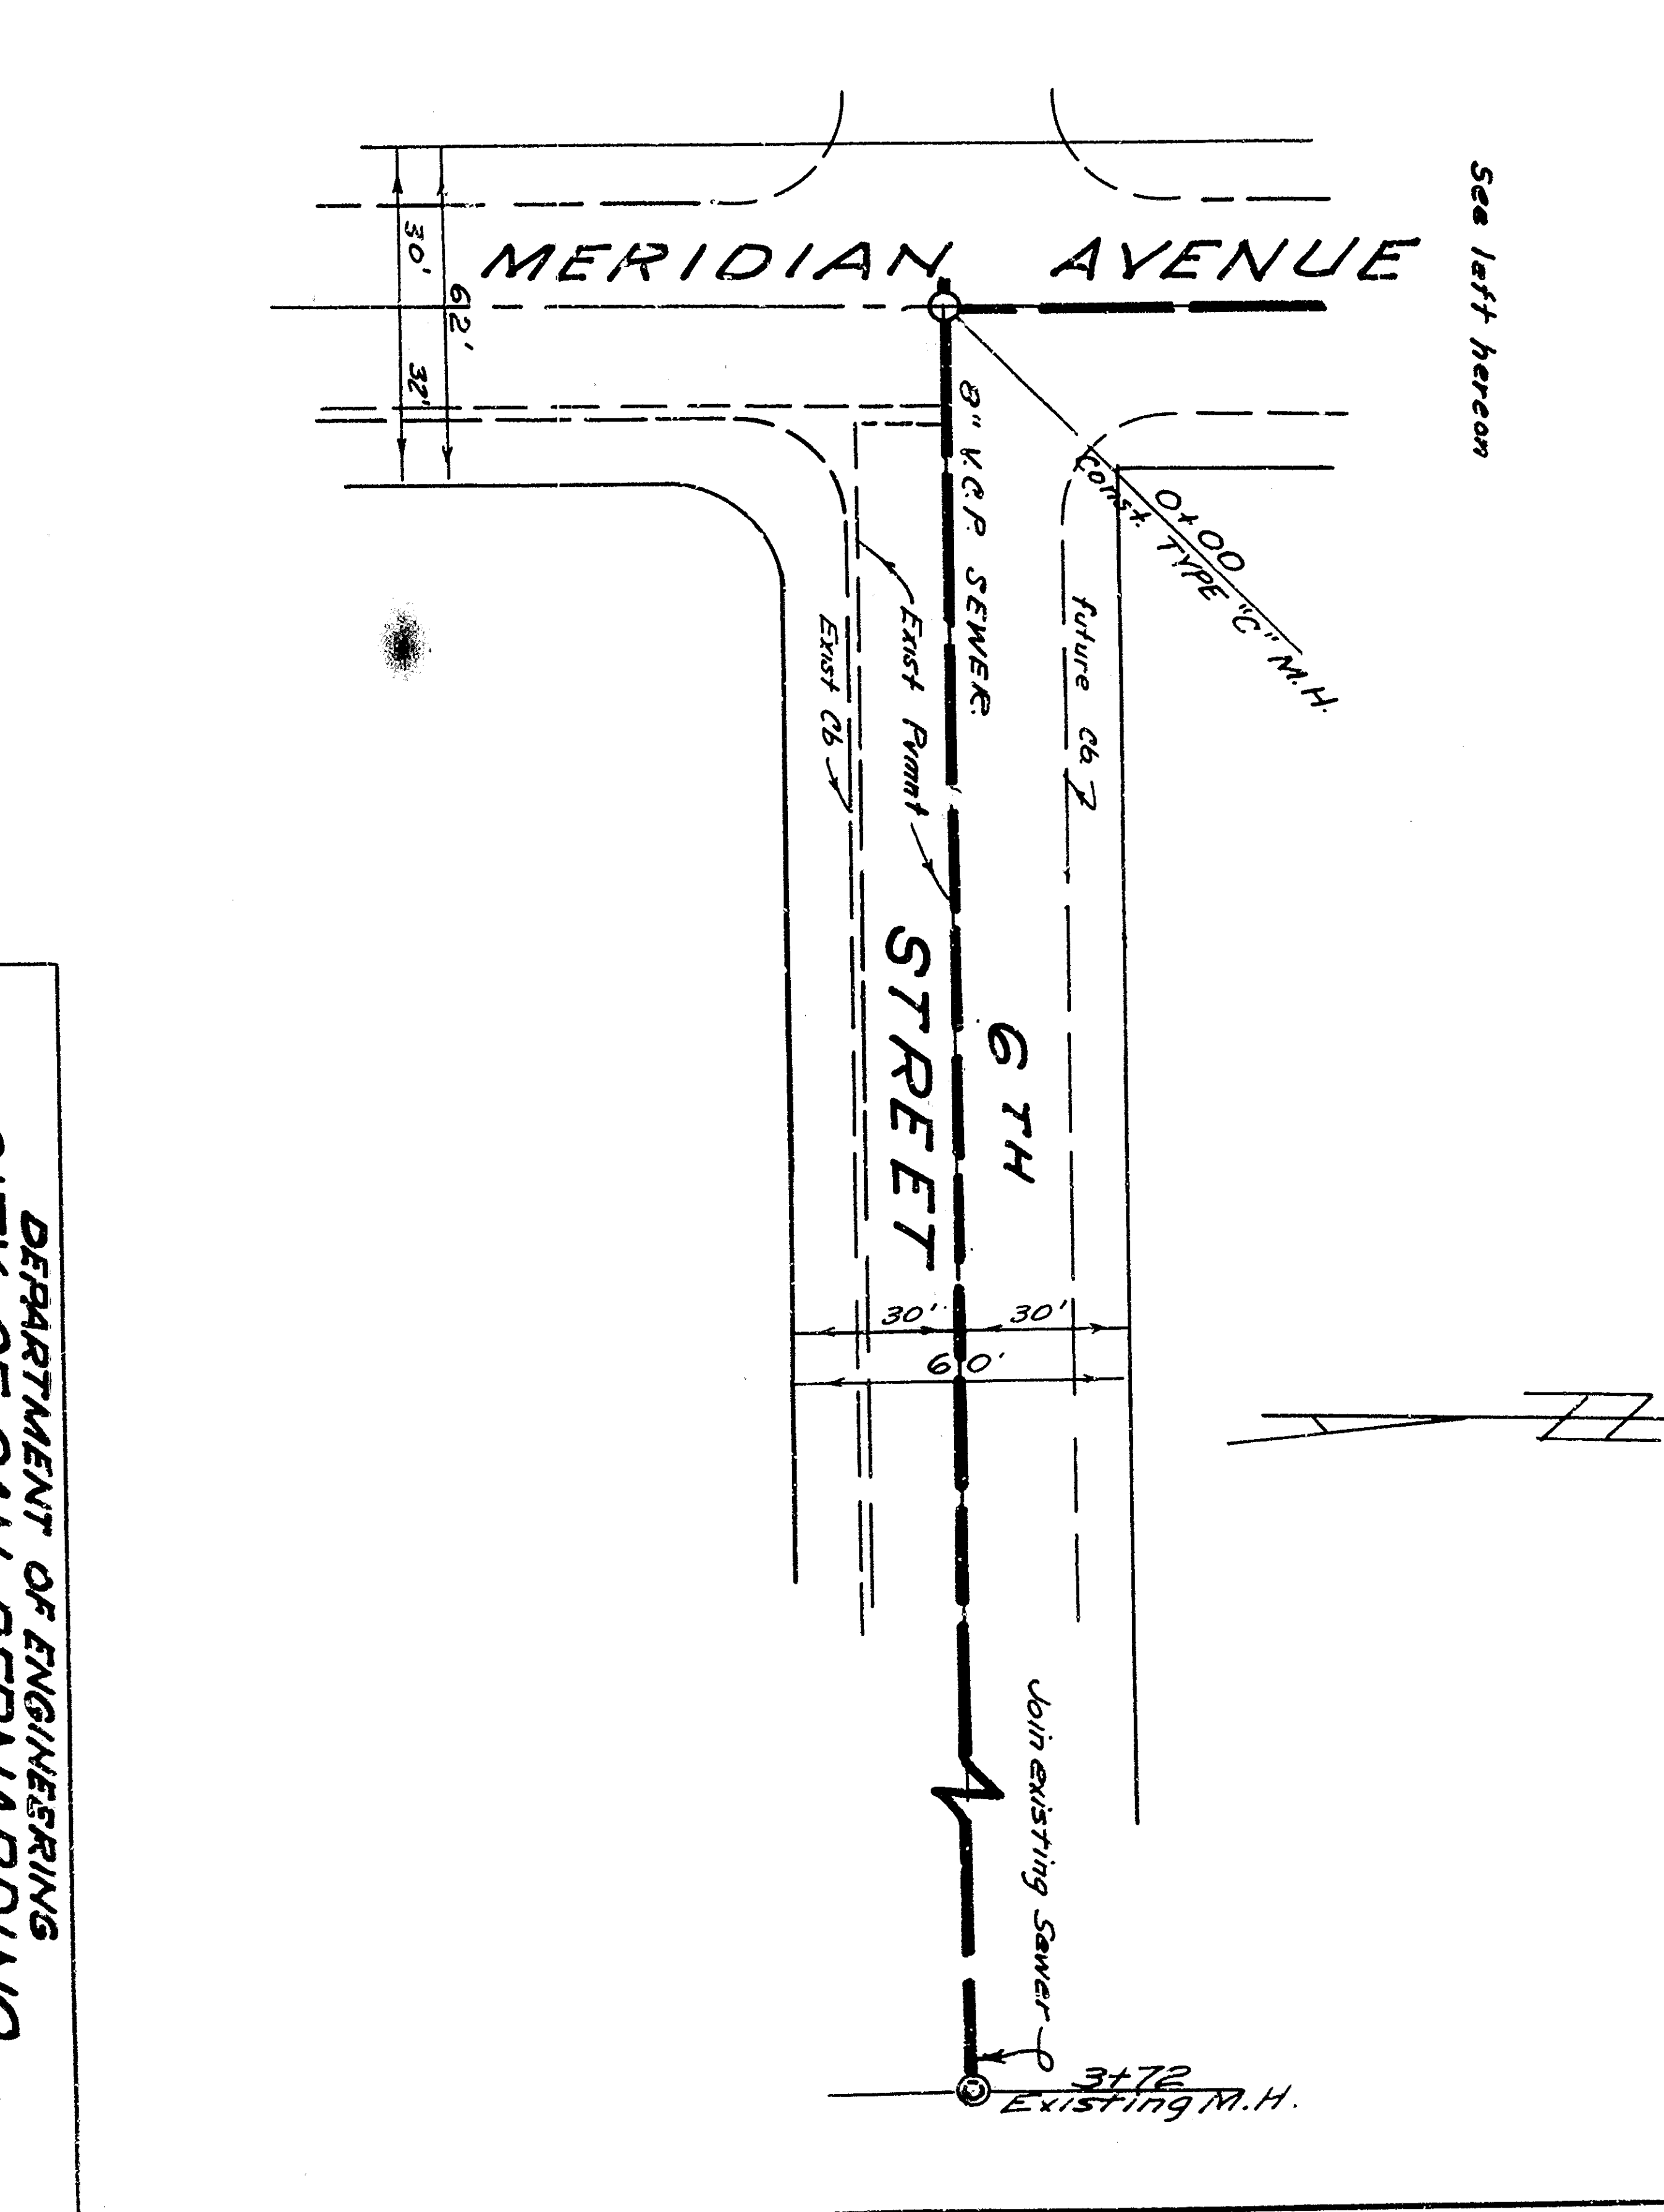 See left hereon
MERIDIAN AVENUE
30'
62'
32'
8" V.C.P. SEWER.
0+00
Const. TYPE "C" M.H.
future Cb
Exist Pvmnt
Exist Cb
6 TH
STREET
30'
30'
60'
N
Join existing Sewer
3+72
Existing M.H.
DEPARTMENT OF ENGINEERING